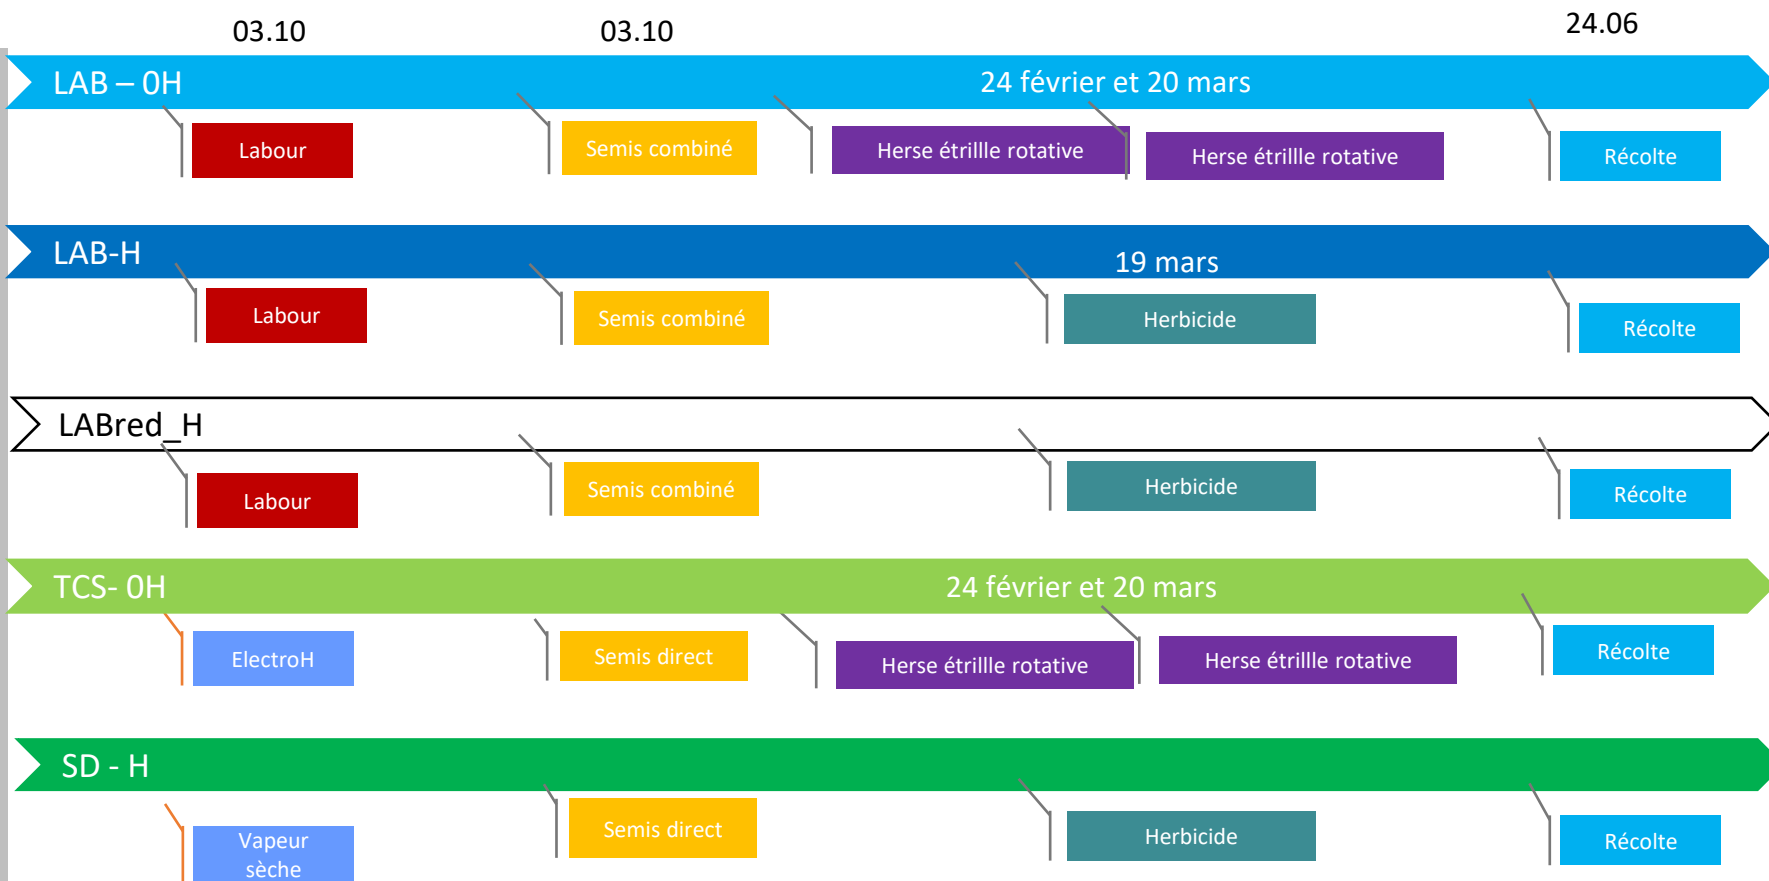 03.10
03.10
24.06
LAB – 0H
24 février et 20 mars
Labour
Semis combiné
Herse étrillle rotative
Herse étrillle rotative
Récolte
LAB-H
19 mars
Labour
Semis combiné
Herbicide
Récolte
LABred_H
Labour
Semis combiné
Herbicide
Récolte
TCS- 0H
24 février et 20 mars
ElectroH
Semis direct
Herse étrillle rotative
Herse étrillle rotative
Récolte
SD - H
Vapeur
sèche
Semis direct
Herbicide
Récolte